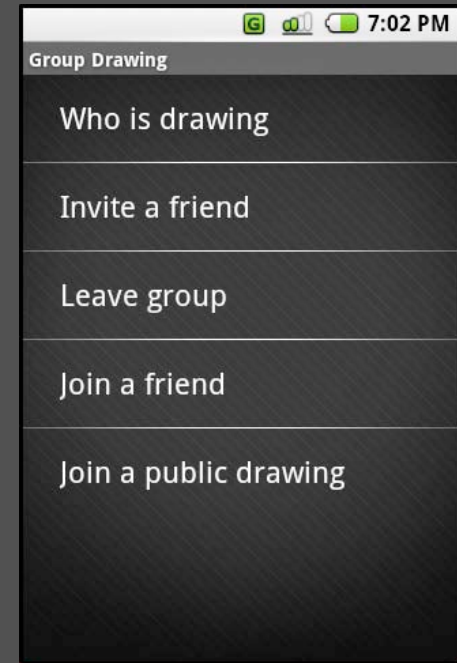 G 7:02 PM
Group Drawing
Who is drawing
Invite a friend
Leave group
Join a friend
Join a public drawing